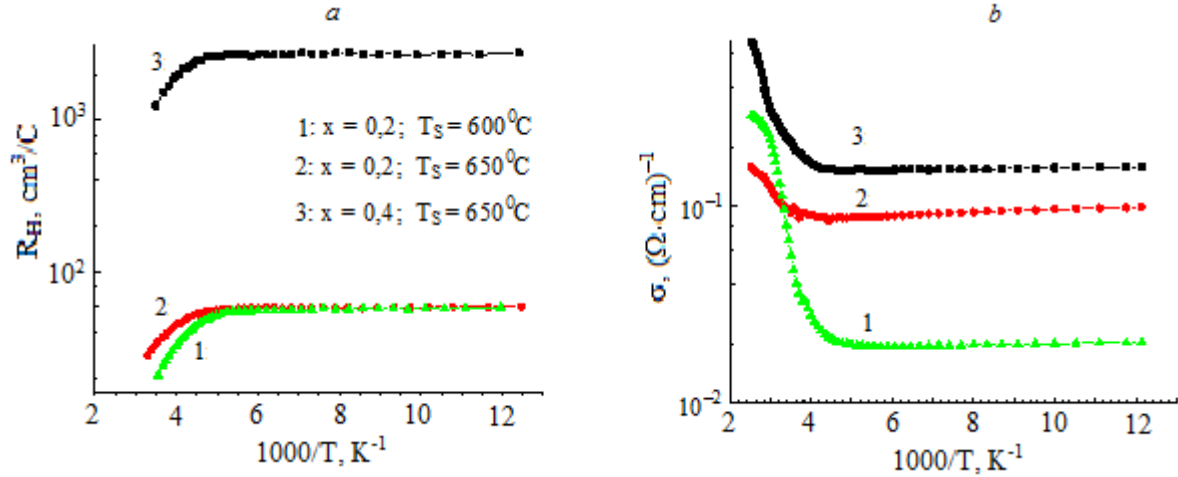 a
R_H, cm³/C
10³
10²
3
1: x = 0,2; T_S = 600⁰C
2: x = 0,2; T_S = 650⁰C
3: x = 0,4; T_S = 650⁰C
2
1
2 4 6 8 10 12
1000/T, K⁻¹
b
σ, (Ω·cm)⁻¹
10⁻¹
10⁻²
3
2
1
2 4 6 8 10 12
1000/T, K⁻¹